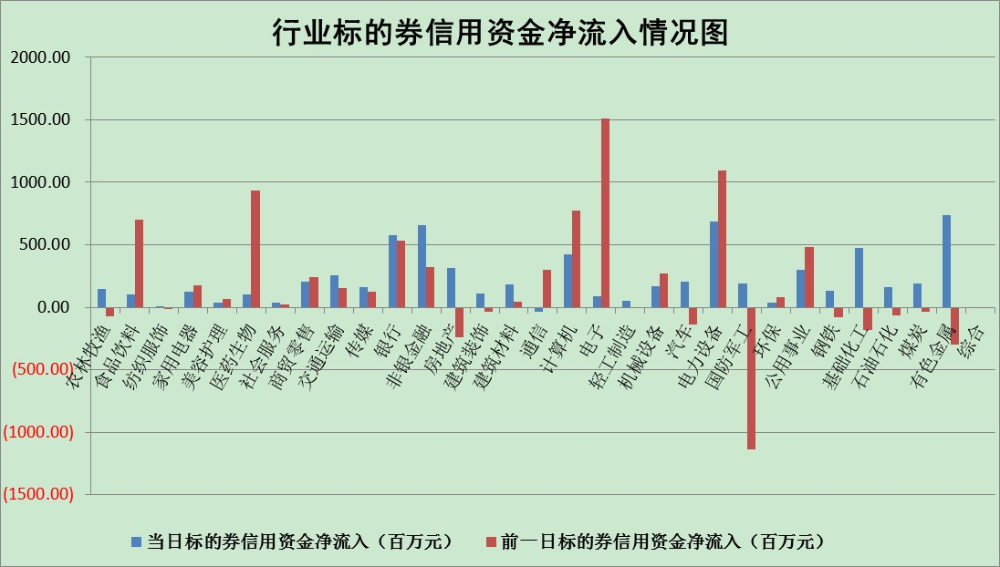 行业标的券信用资金净流入情况图
2000.00
1500.00
1000.00
500.00
0.00
(500.00)
(1000.00)
(1500.00)
农林牧渔
食品饮料
纺织服饰
家用电器
美容护理
医药生物
社会服务
商贸零售
交通运输
传媒
银行
非银金融
房地产
建筑装饰
建筑材料
通信
计算机
电子
轻工制造
机械设备
汽车
电力设备
国防军工
环保
公用事业
钢铁
基础化工
石油石化
煤炭
有色金属
综合
当日标的券信用资金净流入（百万元）
前一日标的券信用资金净流入（百万元）